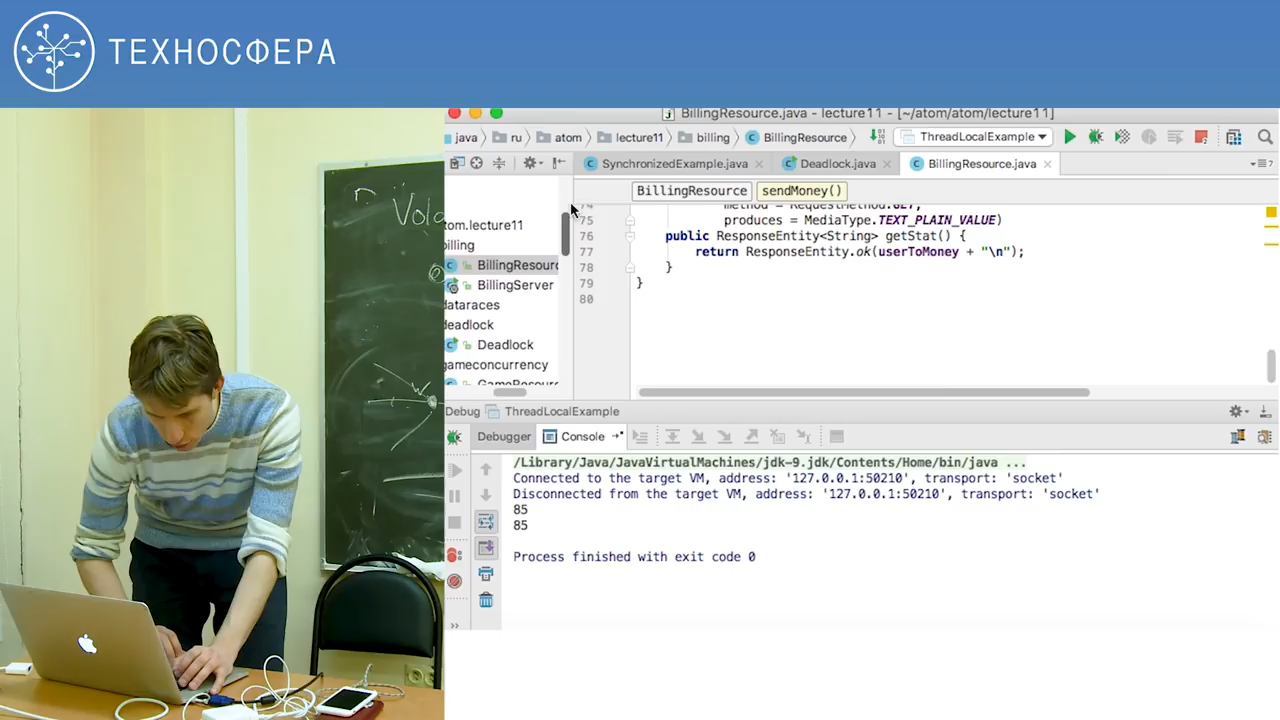 ТЕХНОСФЕРА
BillingResource.java - lecture11 - [~/atom/atom/lecture11]
java ru atom lecture11 billing BillingResource ThreadLocalExample
SynchronizedExample.java Deadlock.java BillingResource.java
BillingResource sendMoney()
75 produces = MediaType.TEXT_PLAIN_VALUE)
76 public ResponseEntity<String> getStat() {
77 return ResponseEntity.ok(userToMoney + "\n");
78 }
79 }
80
tom.lecture11
billing
BillingResourc
BillingServer
dataraces
deadlock
Deadlock
gameconcurrency
Debug ThreadLocalExample
Debugger Console
/Library/Java/JavaVirtualMachines/jdk-9.jdk/Contents/Home/bin/java ...
Connected to the target VM, address: '127.0.0.1:50210', transport: 'socket'
Disconnected from the target VM, address: '127.0.0.1:50210', transport: 'socket'
85
85
Process finished with exit code 0